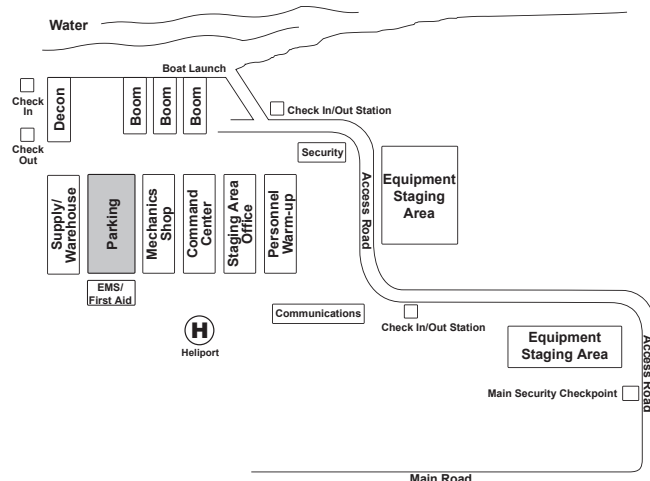 Water
Boat Launch
Check
In
Decon
Boom
Boom
Boom
Check In/Out Station
Check
Out
Security
Access Road
Equipment
Staging
Area
Supply/
Warehouse
Parking
Mechanics
Shop
Command
Center
Staging Area
Office
Personnel
Warm-up
EMS/
First Aid
H
Heliport
Communications
Check In/Out Station
Equipment
Staging Area
Access Road
Main Security Checkpoint
Main Road